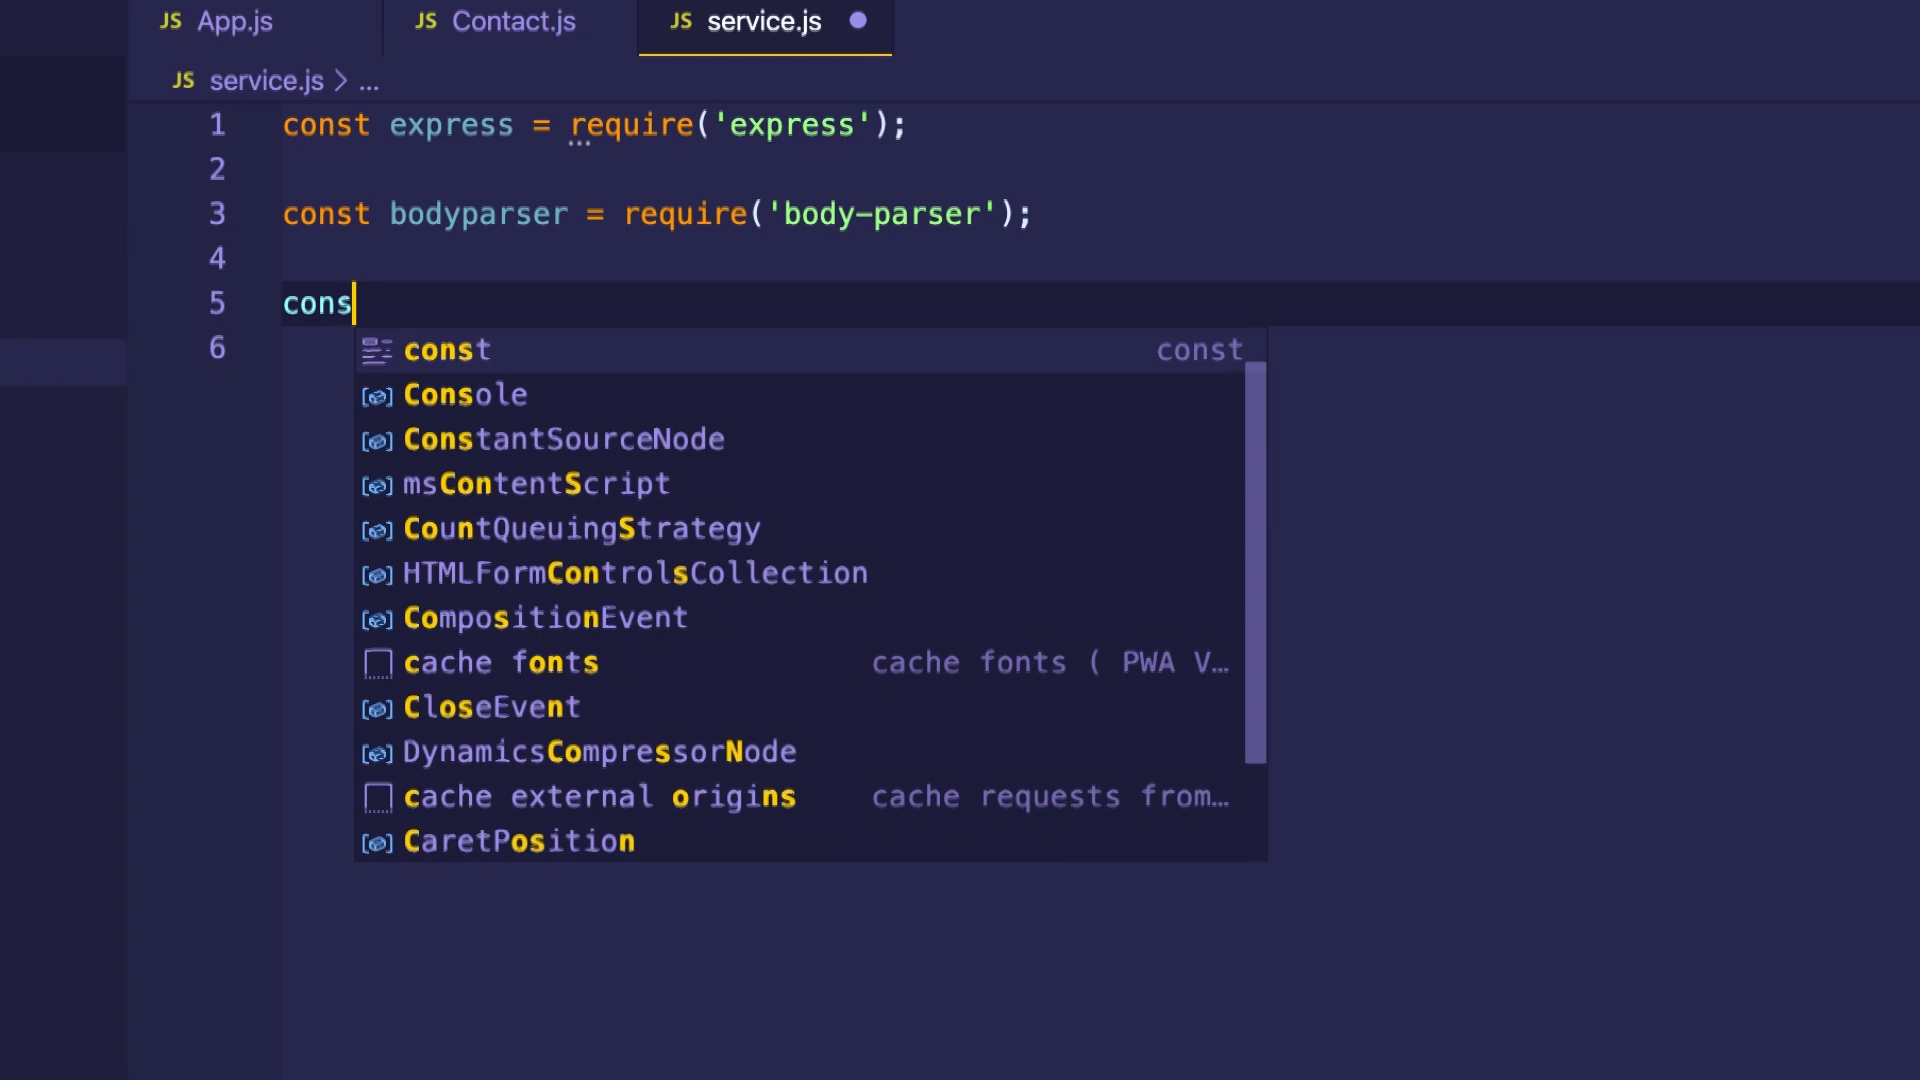 JS App.js JS Contact.js JS service.js
JS service.js > ...
1 const express = require('express');
2
3 const bodyparser = require('body-parser');
4
5 cons
6
const const
Console
ConstantSourceNode
msContentScript
CountQueuingStrategy
HTMLFormControlsCollection
CompositionEvent
cache fonts cache fonts ( PWA V…
CloseEvent
DynamicsCompressorNode
cache external origins cache requests from…
CaretPosition